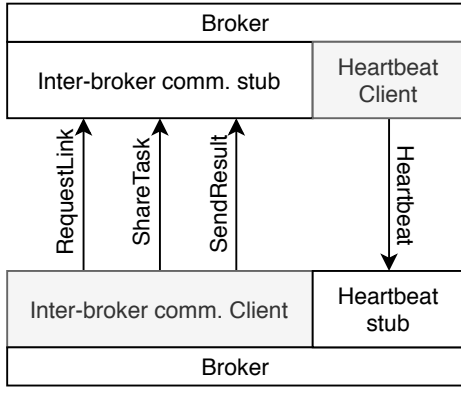 Broker
Inter-broker comm. stub
Heartbeat
Client
RequestLink
ShareTask
SendResult
Heartbeat
Inter-broker comm. Client
Heartbeat
stub
Broker